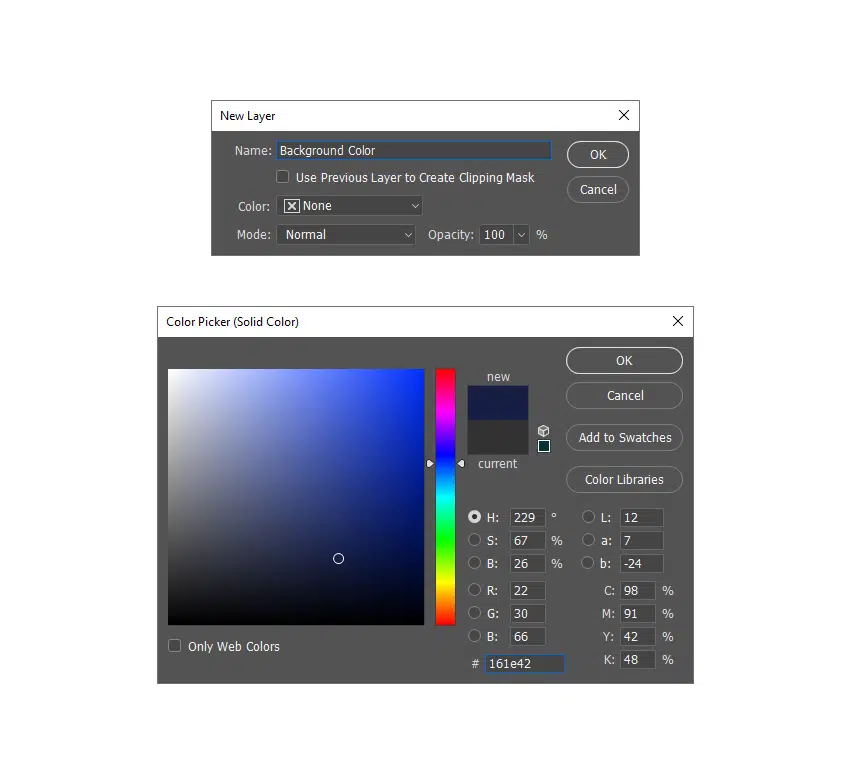 New Layer
Name: Background Color
OK
Use Previous Layer to Create Clipping Mask
Cancel
Color: None
Mode: Normal Opacity: 100 %
Color Picker (Solid Color)
OK
new
Cancel
Add to Swatches
current
Color Libraries
H: 229 ° L: 12
S: 67 % a: 7
B: 26 % b: -24
R: 22 C: 98 %
G: 30 M: 91 %
B: 66 Y: 42 %
Only Web Colors
# 161e42 K: 48 %